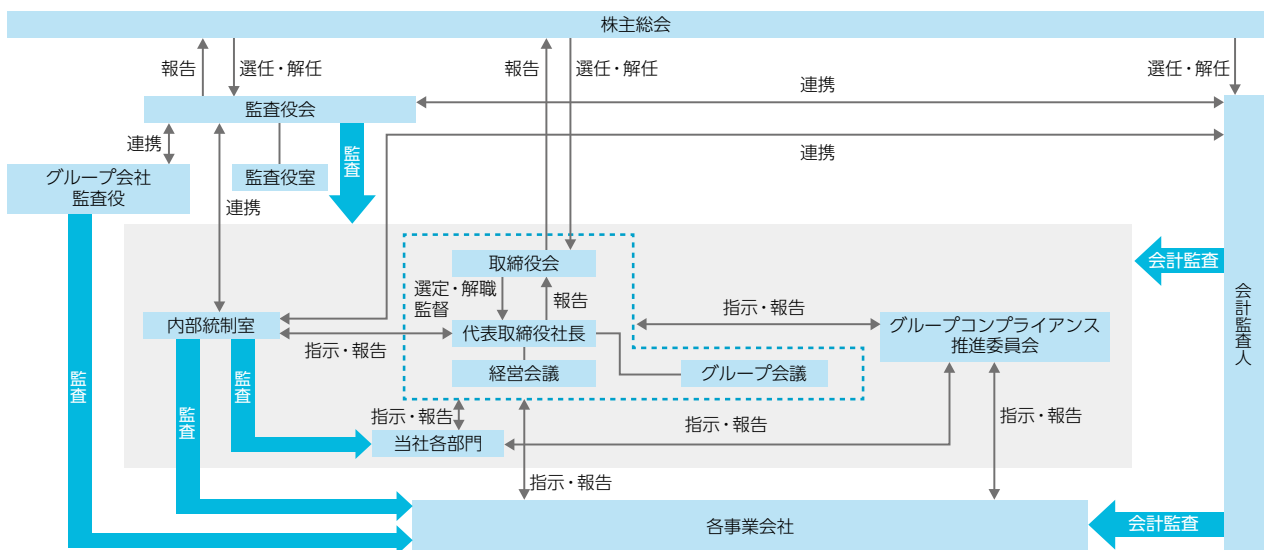 株主総会
報告
選任・解任
報告
選任・解任
選任・解任
連携
監査役会
連携
連携
監査
グループ会社
監査役
監査役室
連携
会計監査
取締役会
選定・解職
監督
報告
指示・報告
内部統制室
代表取締役社長
グループコンプライアンス
推進委員会
会計監査人
指示・報告
経営会議
グループ会議
監査
監査
監査
指示・報告
指示・報告
指示・報告
当社各部門
指示・報告
各事業会社
会計監査